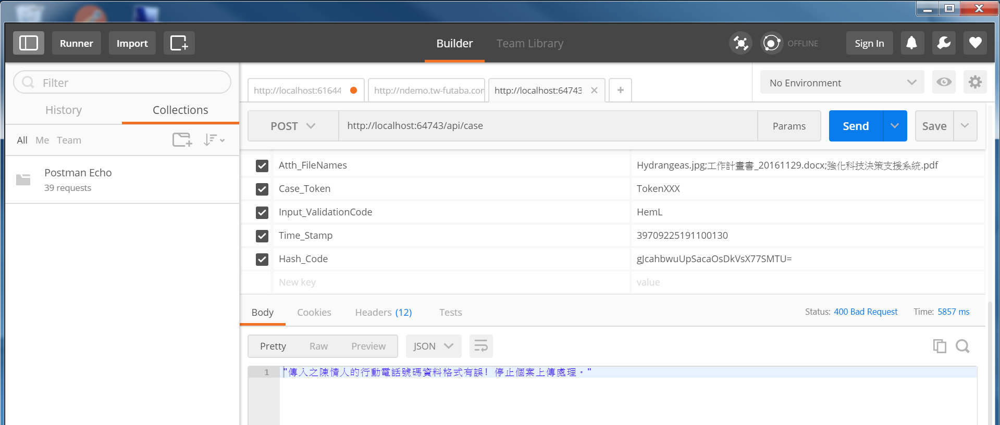 Runner
Import
Builder
Team Library
OFFLINE
Sign In
Filter
History
Collections
All Me Team
Postman Echo
39 requests
http://localhost:61644
http://ndemo.tw-futaba.con
http://localhost:64743
No Environment
POST
http://localhost:64743/api/case
Params
Send
Save
Atth_FileNames Hydrangeas.jpg;工作計畫書_20161129.docx;強化科技決策支援系統.pdf
Case_Token TokenXXX
Input_ValidationCode HemL
Time_Stamp 39709225191100130
Hash_Code gJcahbwuUpSacaOsDkVsX77SMTU=
New key value
Body Cookies Headers (12) Tests
Status: 400 Bad Request Time: 5857 ms
Pretty Raw Preview JSON
1 "傳入之陳情人的行動電話號碼資料格式有誤! 停止個案上傳處理。"